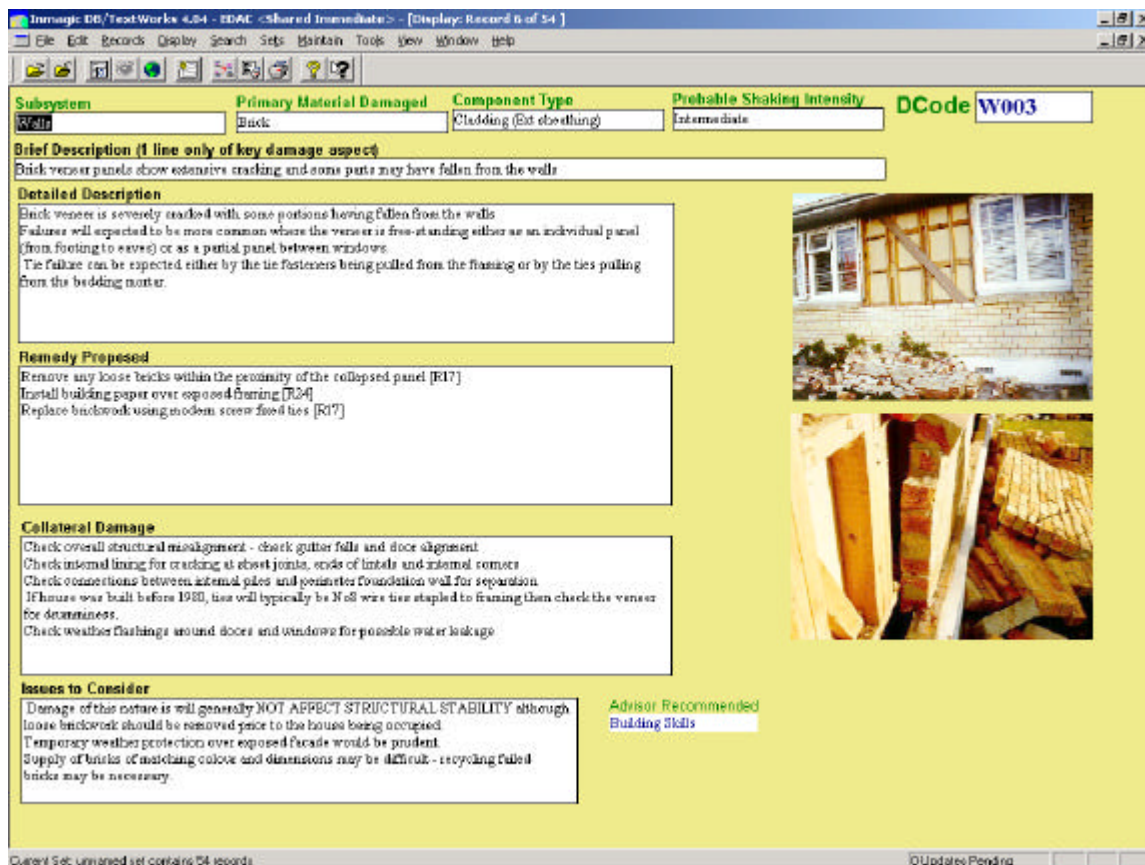 Inmagic DB/TextWorks 4.04 - EDAC <Shared Immediate> - [Display: Record 6 of 54 ]
File Edit Records Display Search Sets Maintain Tools View Window Help
Subsystem Primary Material Damaged Component Type Probable Shaking Intensity DCode W003
Walls Brick Cladding (Ext sheathing) Intermediate
Brief Description (1 line only of key damage aspect)
Brick veneer panels show extensive cracking and some parts may have fallen from the walls
Detailed Description
Brick veneer is severely cracked with some portions having fallen from the walls
Failures will expected to be more common where the veneer is free-standing either as an individual panel
(from footing to eaves) or as a partial panel between windows.
Tie failure can be expected either by the tie fasteners being pulled from the framing or by the ties pulling
from the bedding mortar.
Remedy Proposed
Remove any loose bricks within the proximity of the collapsed panel [R17]
Install building paper over exposed framing [R24]
Replace brickwork using modern screw fixed ties [R17]
Collateral Damage
Check overall structural misalignment - check gutter falls and door alignment
Check internal lining for cracking at sheet joints, ends of lintels and internal corners
Check connections between internal piles and perimeter foundation wall for separation
If house was built before 1980, ties will typically be No8 wire ties stapled to framing then check the veneer
for drumminess.
Check weather flashings around doors and windows for possible water leakage
Issues to Consider
Damage of this nature is will generally NOT AFFECT STRUCTURAL STABILITY although
loose brickwork should be removed prior to the house being occupied.
Temporary weather protection over exposed facade would be prudent.
Supply of bricks of matching colour and dimensions may be difficult - recycling failed
bricks may be necessary.
Advisor Recommended
Building Skills
Current Set: unnamed set contains 54 records 0 Updates Pending